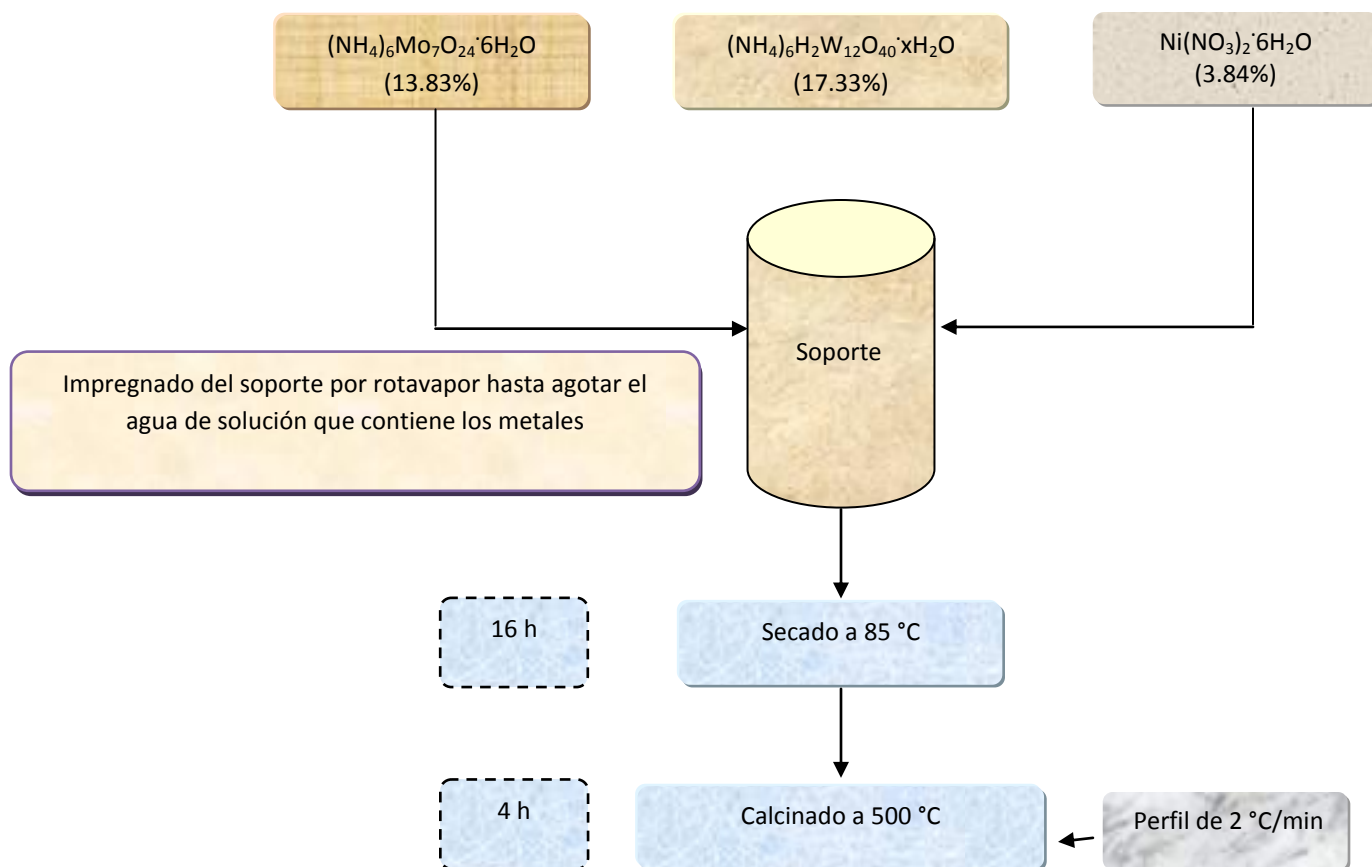 (NH₄)₆Mo₇O₂₄·6H₂O
(13.83%)
(NH₄)₆H₂W₁₂O₄₀·xH₂O
(17.33%)
Ni(NO₃)₂·6H₂O
(3.84%)
Soporte
Impregnado del soporte por rotavapor hasta agotar el
agua de solución que contiene los metales
16 h
Secado a 85 °C
4 h
Calcinado a 500 °C
Perfil de 2 °C/min